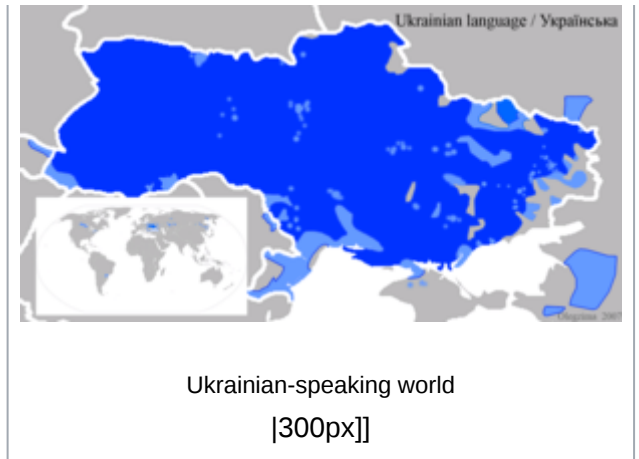 Ukrainian language / Українська
Ukrainian-speaking world
|300px]]